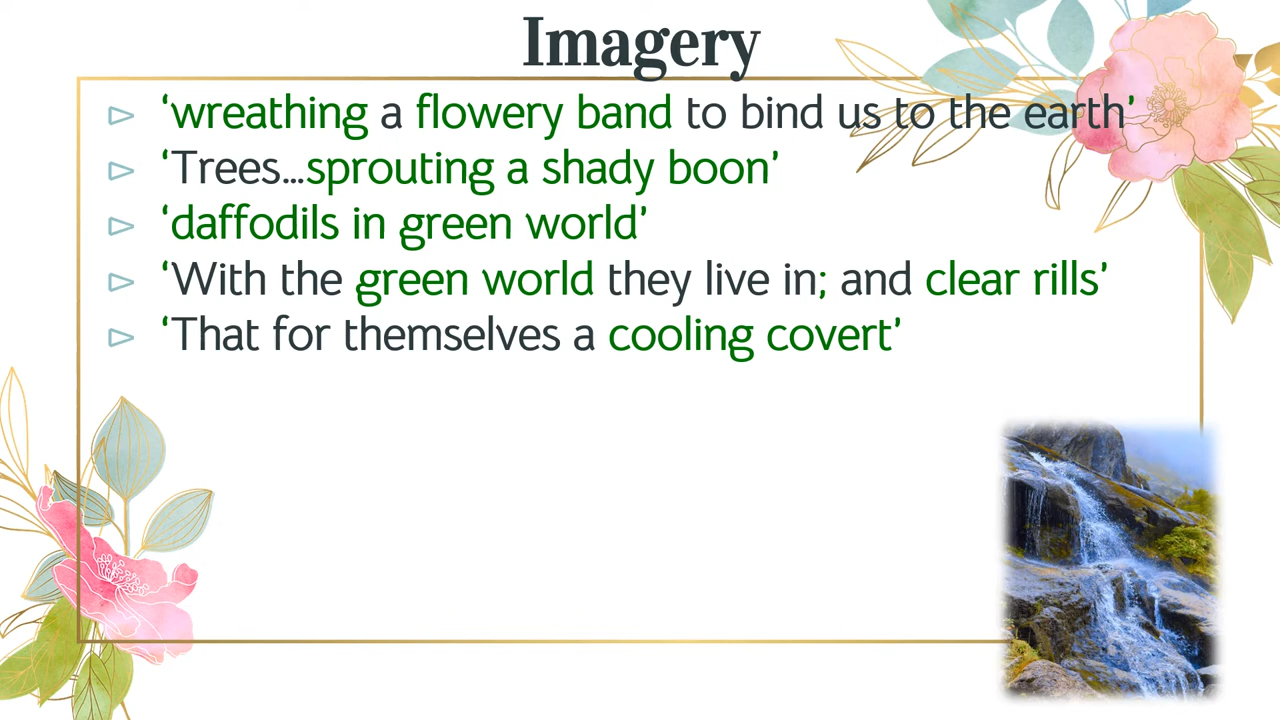 Imagery
‘wreathing a flowery band to bind us to the earth’
‘Trees...sprouting a shady boon’
‘daffodils in green world’
‘With the green world they live in; and clear rills’
‘That for themselves a cooling covert’